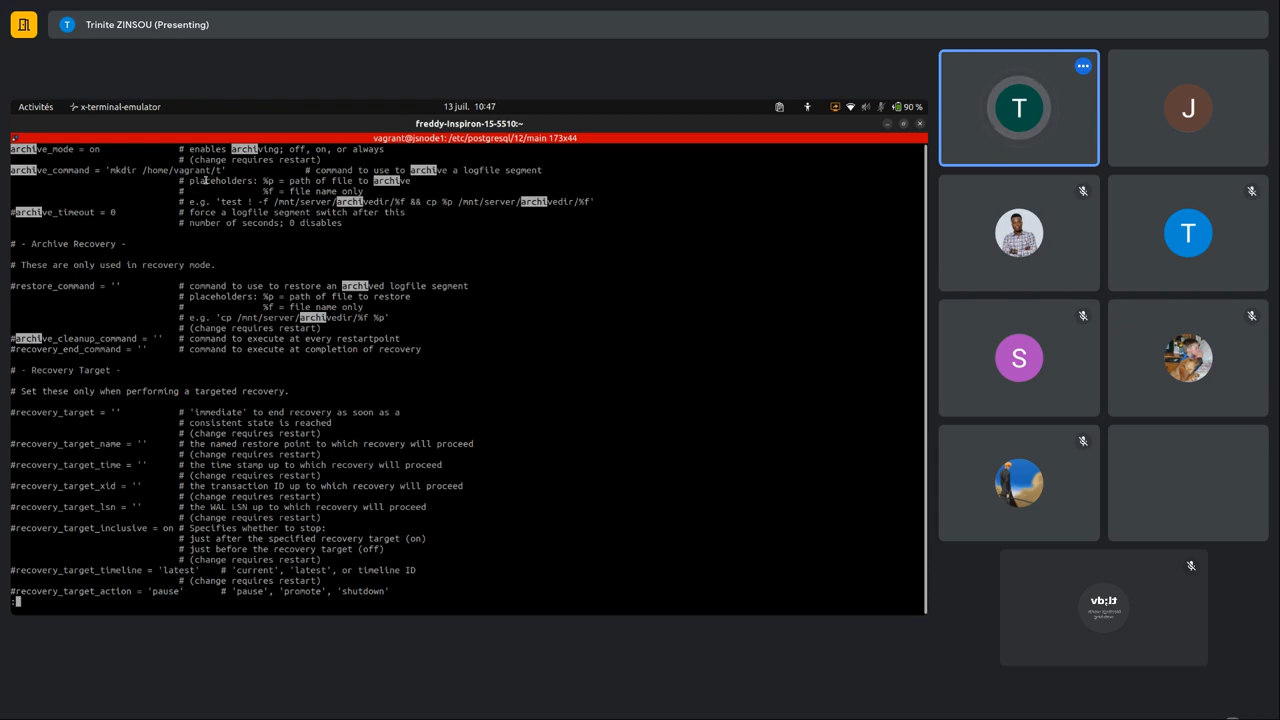 Trinite ZINSOU (Presenting)
Activités
x-terminal-emulator
13 juil. 10:47
90 %
freddy-Inspiron-15-5510:~
vagrant@jsnode1: /etc/postgresql/12/main 173x44
archive_mode = on # enables archiving; off, on, or always
# (change requires restart)
archive_command = 'mkdir /home/vagrant/t' # command to use to archive a logfile segment
# placeholders: %p = path of file to archive
# %f = file name only
# e.g. 'test ! -f /mnt/server/archivedir/%f && cp %p /mnt/server/archivedir/%f'
#archive_timeout = 0 # force a logfile segment switch after this
# number of seconds; 0 disables
# - Archive Recovery -
# These are only used in recovery mode.
#restore_command = '' # command to use to restore an archived logfile segment
# placeholders: %p = path of file to restore
# %f = file name only
# e.g. 'cp /mnt/server/archivedir/%f %p'
# (change requires restart)
#archive_cleanup_command = '' # command to execute at every restartpoint
#recovery_end_command = '' # command to execute at completion of recovery
# - Recovery Target -
# Set these only when performing a targeted recovery.
#recovery_target = '' # 'immediate' to end recovery as soon as a
# consistent state is reached
# (change requires restart)
#recovery_target_name = '' # the named restore point to which recovery will proceed
# (change requires restart)
#recovery_target_time = '' # the time stamp up to which recovery will proceed
# (change requires restart)
#recovery_target_xid = '' # the transaction ID up to which recovery will proceed
# (change requires restart)
#recovery_target_lsn = '' # the WAL LSN up to which recovery will proceed
# (change requires restart)
#recovery_target_inclusive = on # Specifies whether to stop:
# just after the specified recovery target (on)
# just before the recovery target (off)
# (change requires restart)
#recovery_target_timeline = 'latest' # 'current', 'latest', or timeline ID
# (change requires restart)
#recovery_target_action = 'pause' # 'pause', 'promote', 'shutdown'
:
T
J
T
S